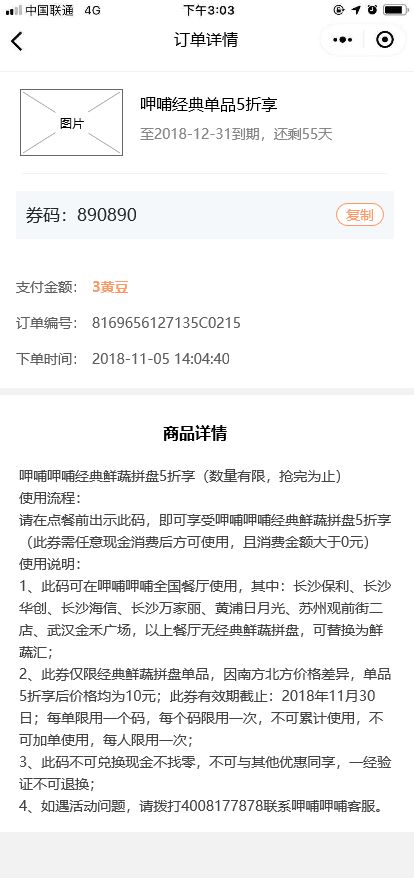 中国联通 4G 下午3:03
订单详情
图片
呷哺经典单品5折享
至2018-12-31到期，还剩55天
券码：890890
复制
支付金额： 3黄豆
订单编号： 8169656127135C0215
下单时间： 2018-11-05 14:04:40
商品详情
呷哺呷哺经典鲜蔬拼盘5折享（数量有限，抢完为止）
使用流程：
请在点餐前出示此码，即可享受呷哺呷哺经典鲜蔬拼盘5折享
（此券需任意现金消费后方可使用，且消费金额大于0元）
使用说明：
1、此码可在呷哺呷哺全国餐厅使用，其中：长沙保利、长沙
华创、长沙海信、长沙万家丽、黄浦日月光、苏州观前街二
店、武汉金禾广场，以上餐厅无经典鲜蔬拼盘，可替换为鲜
蔬汇；
2、此券仅限经典鲜蔬拼盘单品，因南方北方价格差异，单品
5折享后价格均为10元；此券有效期截止：2018年11月30
日；每单限用一个码，每个码限用一次，不可累计使用，不
可加单使用，每人限用一次；
3、此码不可兑换现金不找零，不可与其他优惠同享，一经验
证不可退换；
4、如遇活动问题，请拨打4008177878联系呷哺呷哺客服。